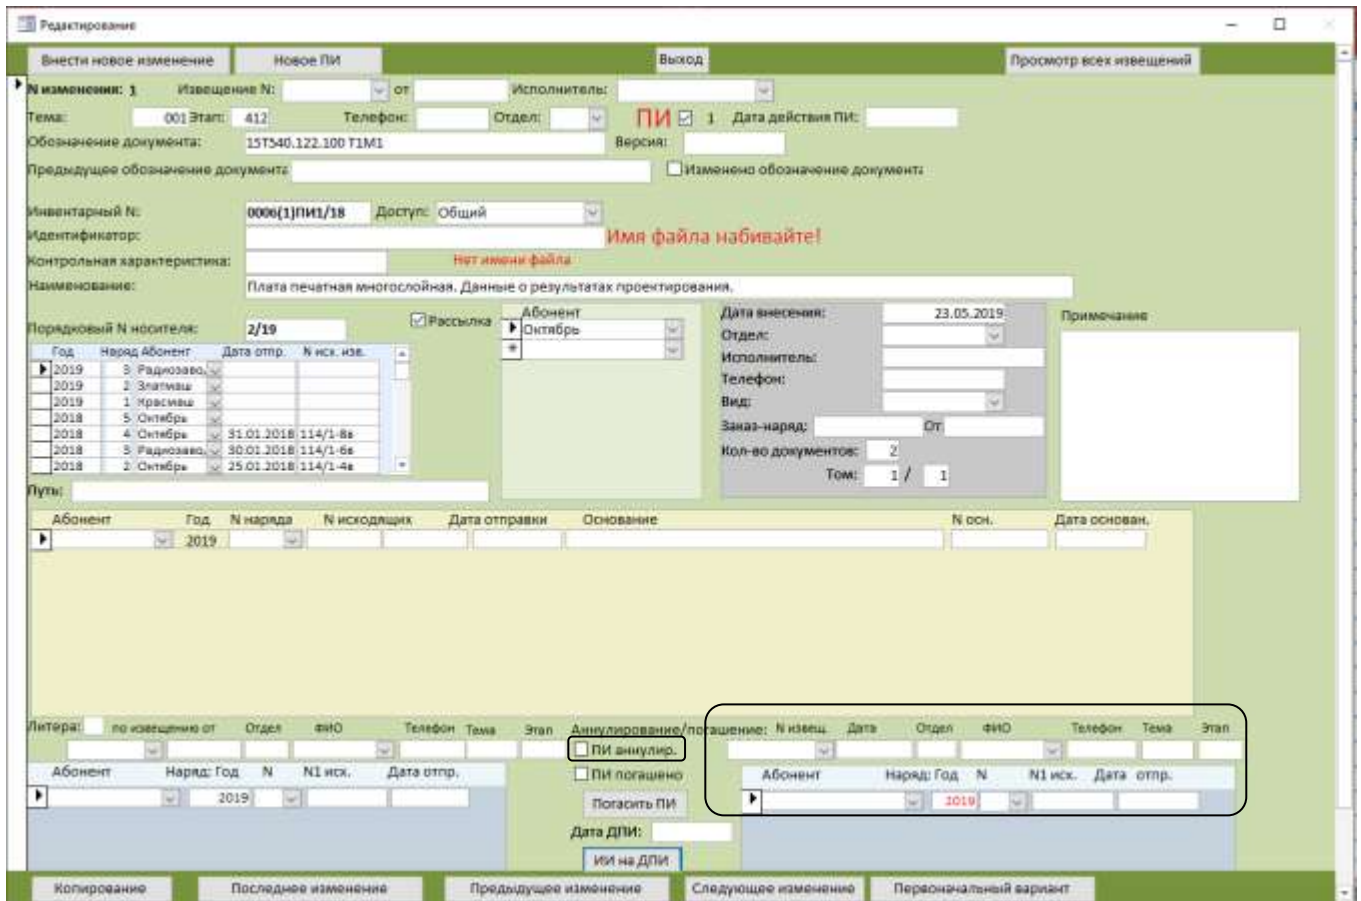 Редактирование
Внести новое изменение Новое ПИ Выход Просмотр всех извещений
N изменения: 1 Извещение N: от Исполнитель:
Тема: 001 Этап: 412 Телефон: Отдел: ПИ 1 Дата действия ПИ:
Обозначение документа: 15Т540.122.100 Т1М1 Версия:
Предыдущее обозначение документа Изменено обозначение документа
Инвентарный N: 0006(1)ПИ1/18 Доступ: Общий
Идентификатор: Имя файла набивайте!
Контрольная характеристика: Нет имени файла
Наименование: Плата печатная многослойная. Данные о результатах проектирования.
Порядковый N носителя: 2/19 Рассылка Абонент Дата внесения: 23.05.2019 Примечание
Октябрь Отдел:
Год Наряд Абонент Дата отпр. N исх. изв. Исполнитель:
2019 3 Радиозаво, Телефон:
2019 2 Златмаш
2019 1 Красмаш Вид:
2018 5 Октябрь Заказ-наряд: От
2018 4 Октябрь 31.01.2018 114/1-8в
2018 3 Радиозаво, 30.01.2018 114/1-6в Кол-во документов: 2
2018 2 Октябрь 25.01.2018 114/1-4в Том: 1 / 1
Путь:
Абонент Год N наряда N исходящих Дата отправки Основание N осн. Дата основан.
2019
Литера: по извещению от Отдел ФИО Телефон Тема Этап Аннулирование/погашение: N извещ. Дата Отдел ФИО Телефон Тема Этап
ПИ аннулир.
Абонент Наряд: Год N N1 исх. Дата отпр. ПИ погашено Абонент Наряд: Год N N1 исх. Дата отпр.
2019 Погасить ПИ 2019
Дата ДПИ:
ИИ на ДПИ
Копирование Последнее изменение Предыдущее изменение Следующее изменение Первоначальный вариант